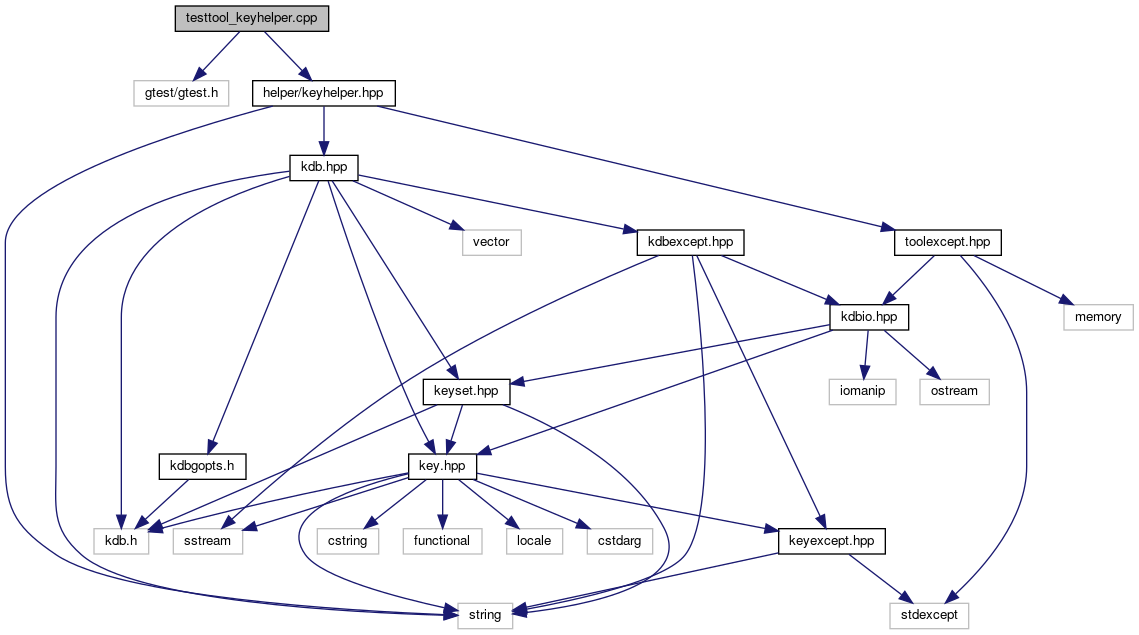 testtool_keyhelper.cpp
gtest/gtest.h
helper/keyhelper.hpp
kdb.hpp
vector
kdbexcept.hpp
toolexcept.hpp
kdbio.hpp
memory
keyset.hpp
iomanip
ostream
kdbgopts.h
key.hpp
kdb.h
sstream
cstring
functional
locale
cstdarg
keyexcept.hpp
string
stdexcept